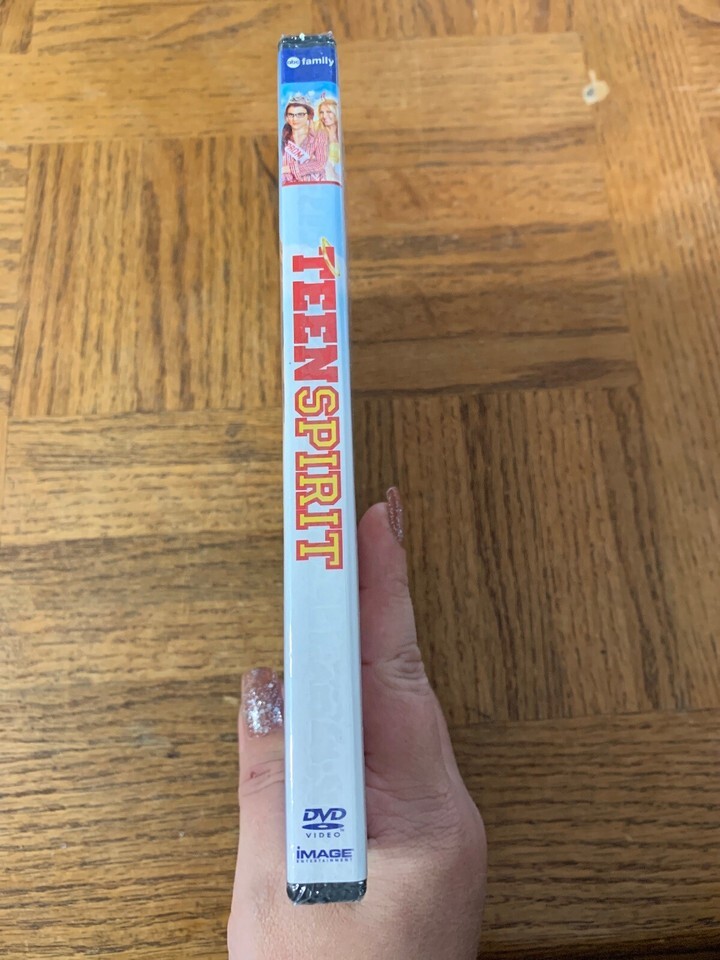 abc family
TEEN SPIRIT
DVD
VIDEO
iMAGE
ENTERTAINMENT